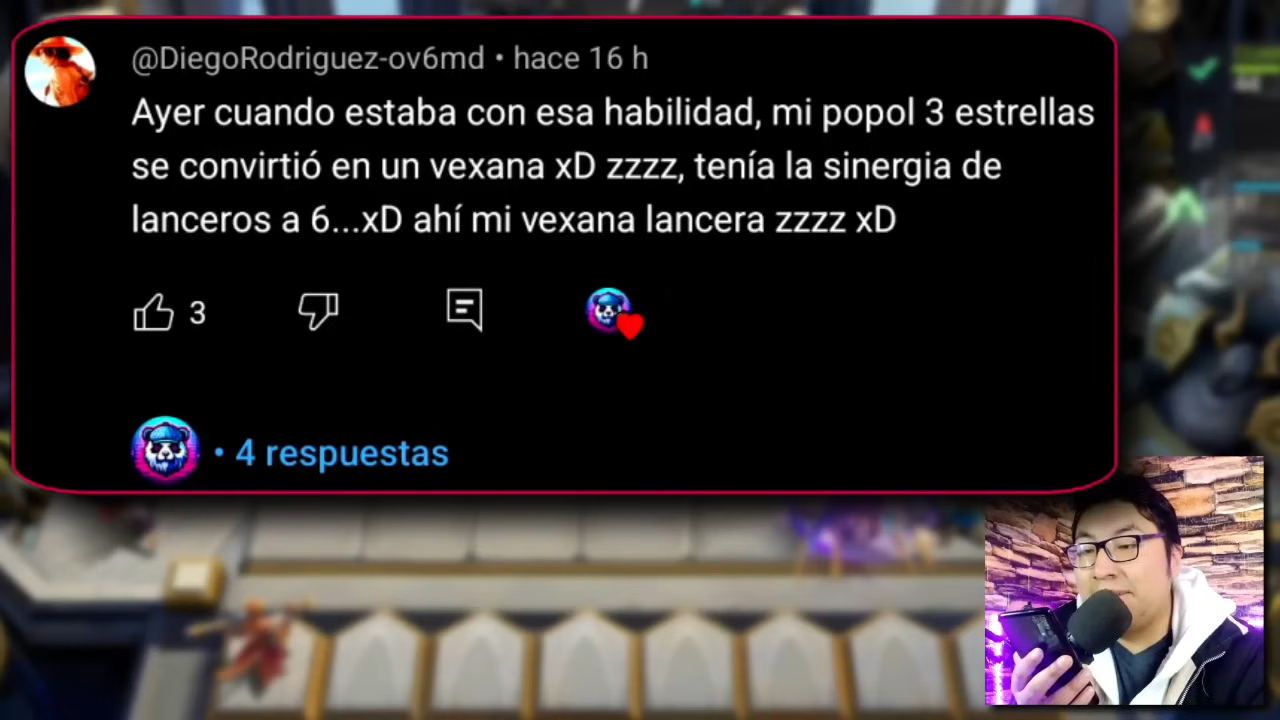 @DiegoRodriguez-ov6md • hace 16 h
Ayer cuando estaba con esa habilidad, mi popol 3 estrellas
se convirtió en un vexana xD zzzz, tenía la sinergia de
lanceros a 6...xD ahí mi vexana lancera zzzz xD
3
• 4 respuestas